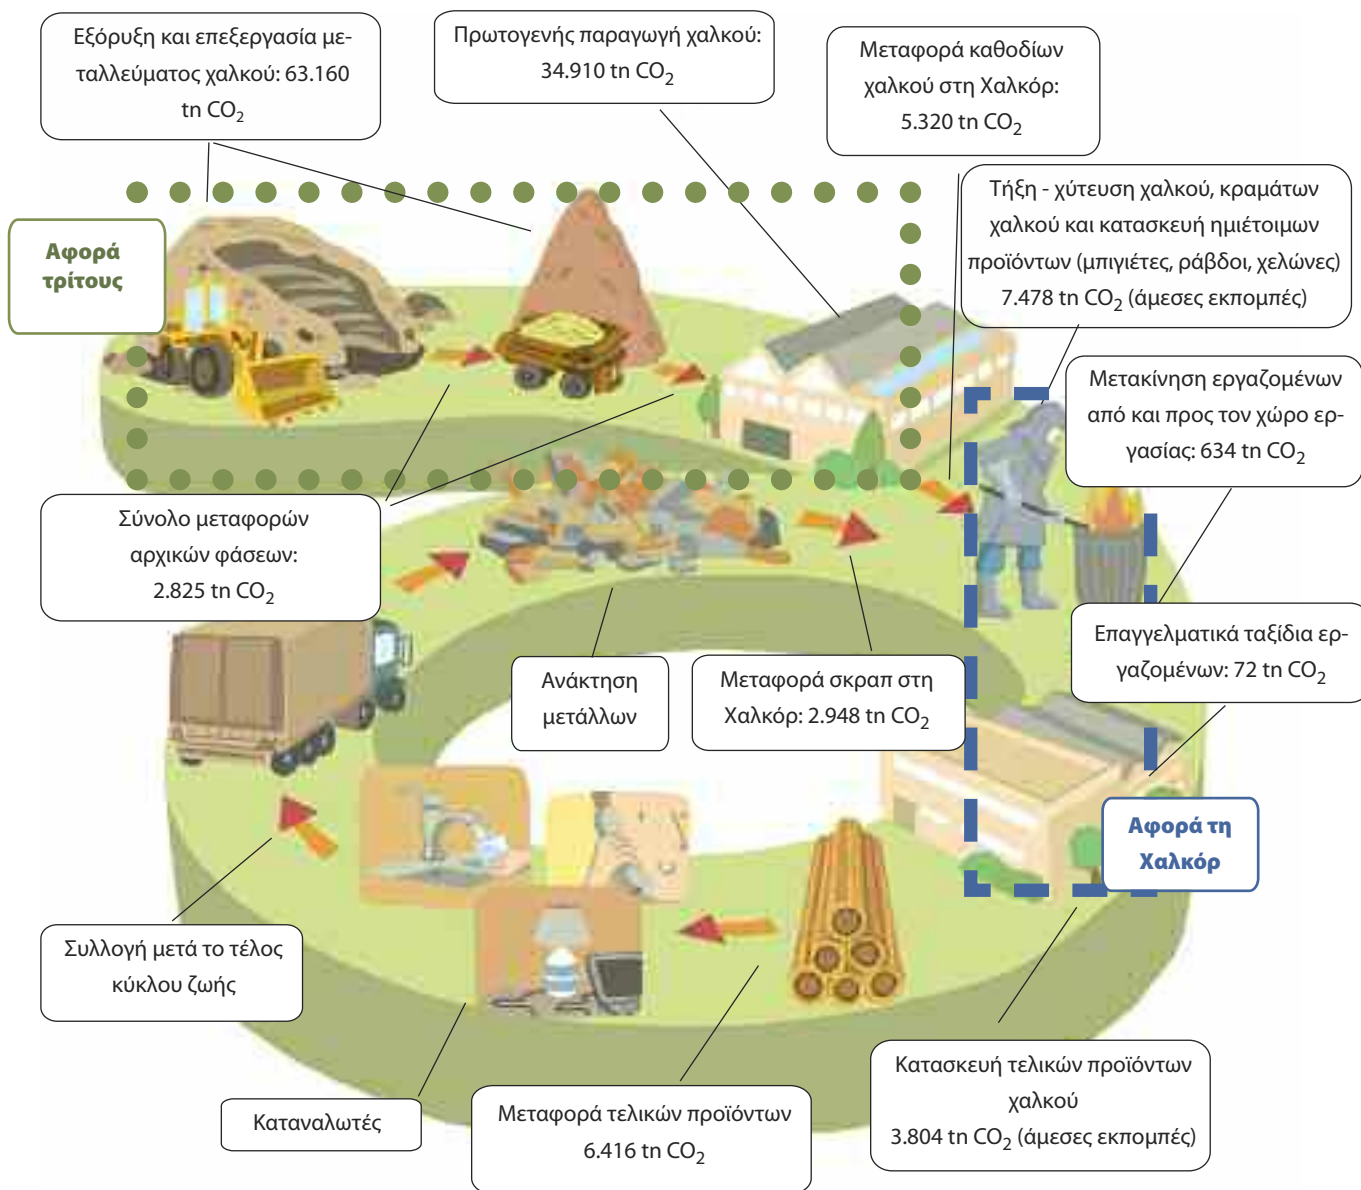 Εξόρυξη και επεξεργασία με-
ταλλεύματος χαλκού: 63.160
tn CO2
Πρωτογενής παραγωγή χαλκού:
34.910 tn CO2
Μεταφορά καθοδίων
χαλκού στη Χαλκόρ:
5.320 tn CO2
Τήξη - χύτευση χαλκού, κραμάτων
χαλκού και κατασκευή ημιέτοιμων
προϊόντων (μπιγιέτες, ράβδοι, χελώνες)
7.478 tn CO2 (άμεσες εκπομπές)
Αφορά
τρίτους
Μετακίνηση εργαζομένων
από και προς τον χώρο ερ-
γασίας: 634 tn CO2
Σύνολο μεταφορών
αρχικών φάσεων:
2.825 tn CO2
Επαγγελματικά ταξίδια ερ-
γαζομένων: 72 tn CO2
Ανάκτηση
μετάλλων
Μεταφορά σκραπ στη
Χαλκόρ: 2.948 tn CO2
Αφορά τη
Χαλκόρ
Συλλογή μετά το τέλος
κύκλου ζωής
Καταναλωτές
Μεταφορά τελικών προϊόντων
6.416 tn CO2
Κατασκευή τελικών προϊόντων
χαλκού
3.804 tn CO2 (άμεσες εκπομπές)